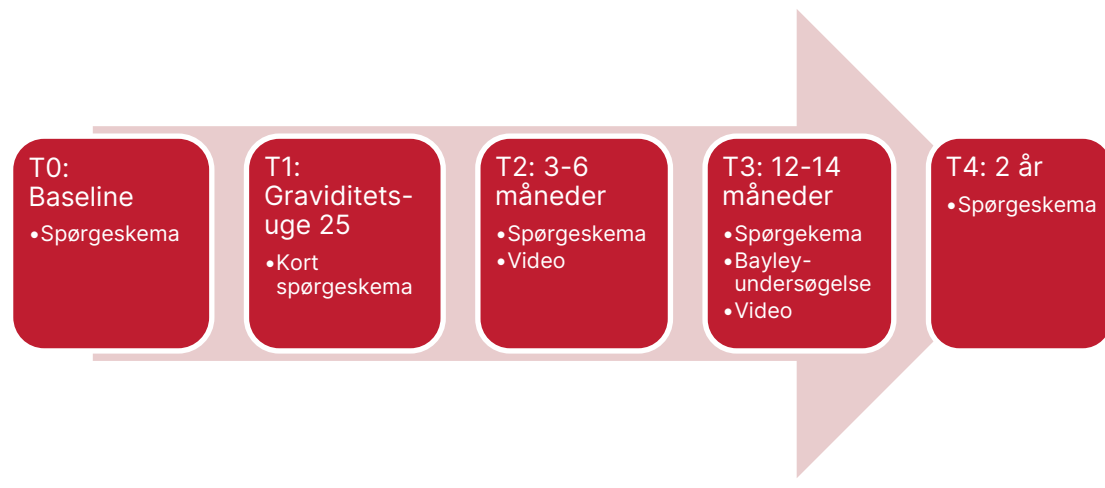 T0:
Baseline
•Spørgeskema
T1:
Graviditets-
uge 25
•Kort
spørgeskema
T2: 3-6
måneder
•Spørgeskema
•Video
T3: 12-14
måneder
•Spørgekema
•Bayley-
undersøgelse
•Video
T4: 2 år
•Spørgeskema